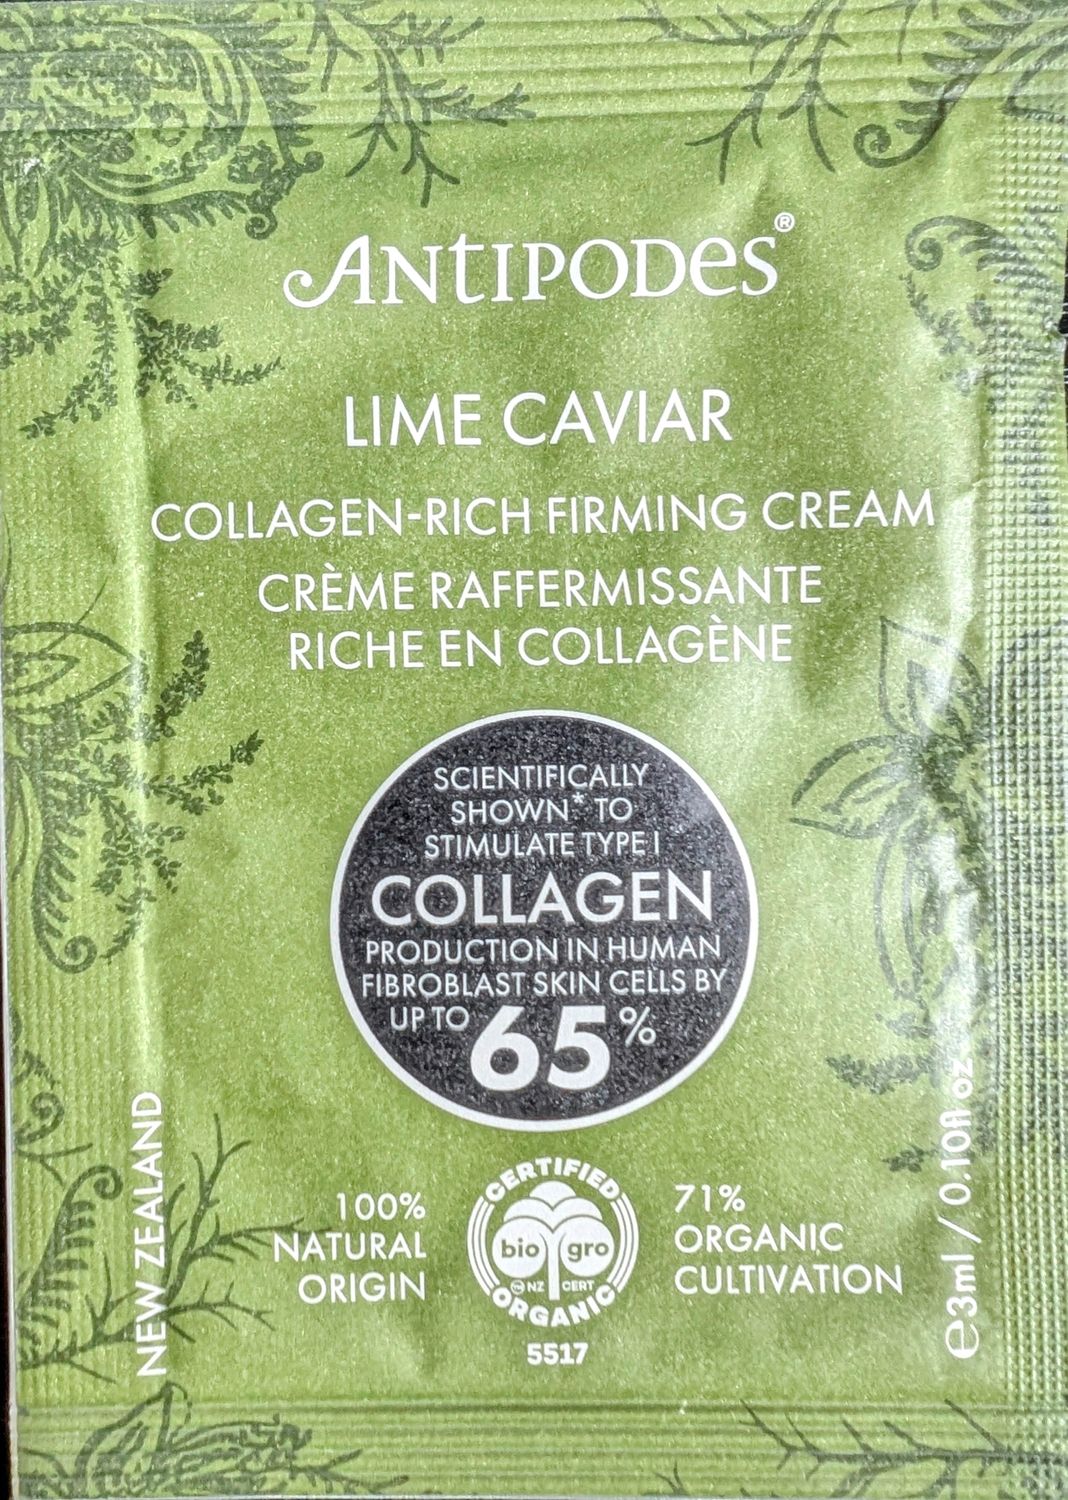 ANTIPODES®
LIME CAVIAR
COLLAGEN-RICH FIRMING CREAM
CRÈME RAFFERMISSANTE
RICHE EN COLLAGÈNE
SCIENTIFICALLY
SHOWN* TO
STIMULATE TYPE I
COLLAGEN
PRODUCTION IN HUMAN
FIBROBLAST SKIN CELLS BY
UP TO 65%
NEW ZEALAND
100%
NATURAL
ORIGIN
CERTIFIED
bio gro
NZ CERT
ORGANIC
5517
71%
ORGANIC
CULTIVATION
℮3ml / 0.10fl oz